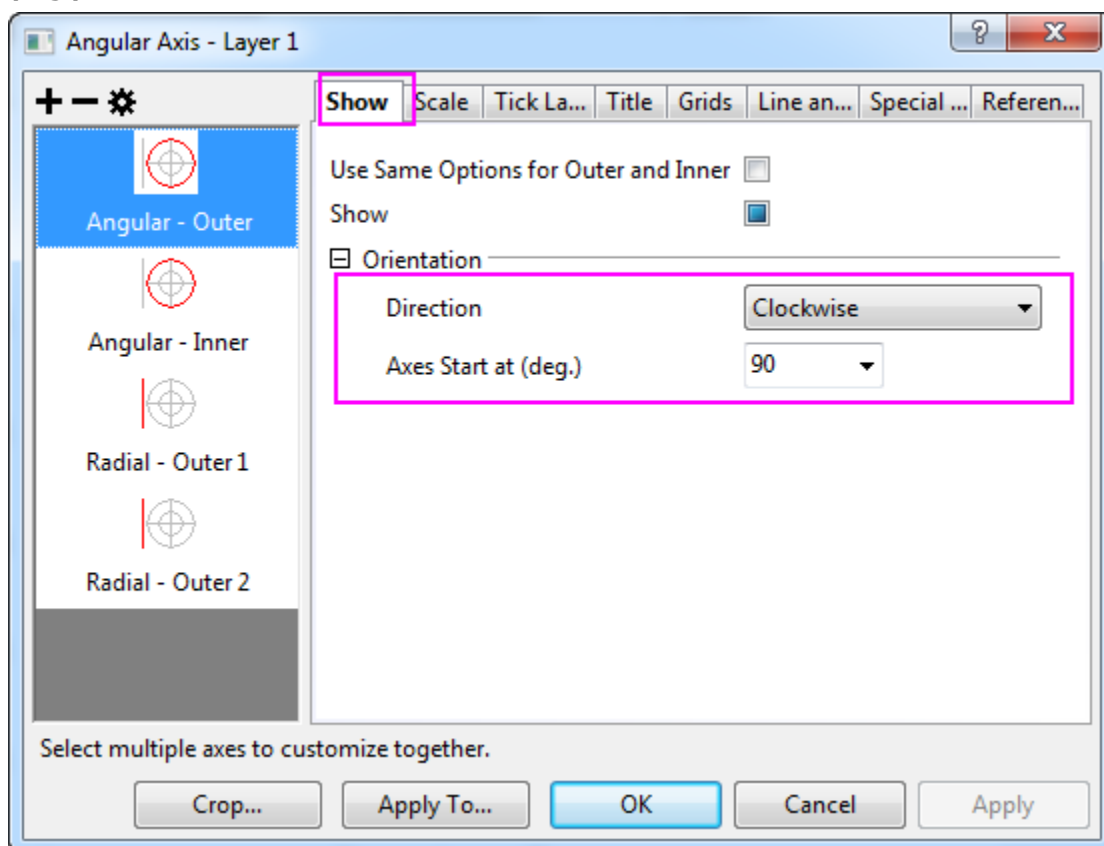 Angular Axis - Layer 1
Show Scale Tick La... Title Grids Line an... Special ... Referen...
Angular - Outer
Angular - Inner
Radial - Outer 1
Radial - Outer 2
Use Same Options for Outer and Inner
Show
Orientation
Direction Clockwise
Axes Start at (deg.) 90
Select multiple axes to customize together.
Crop... Apply To... OK Cancel Apply